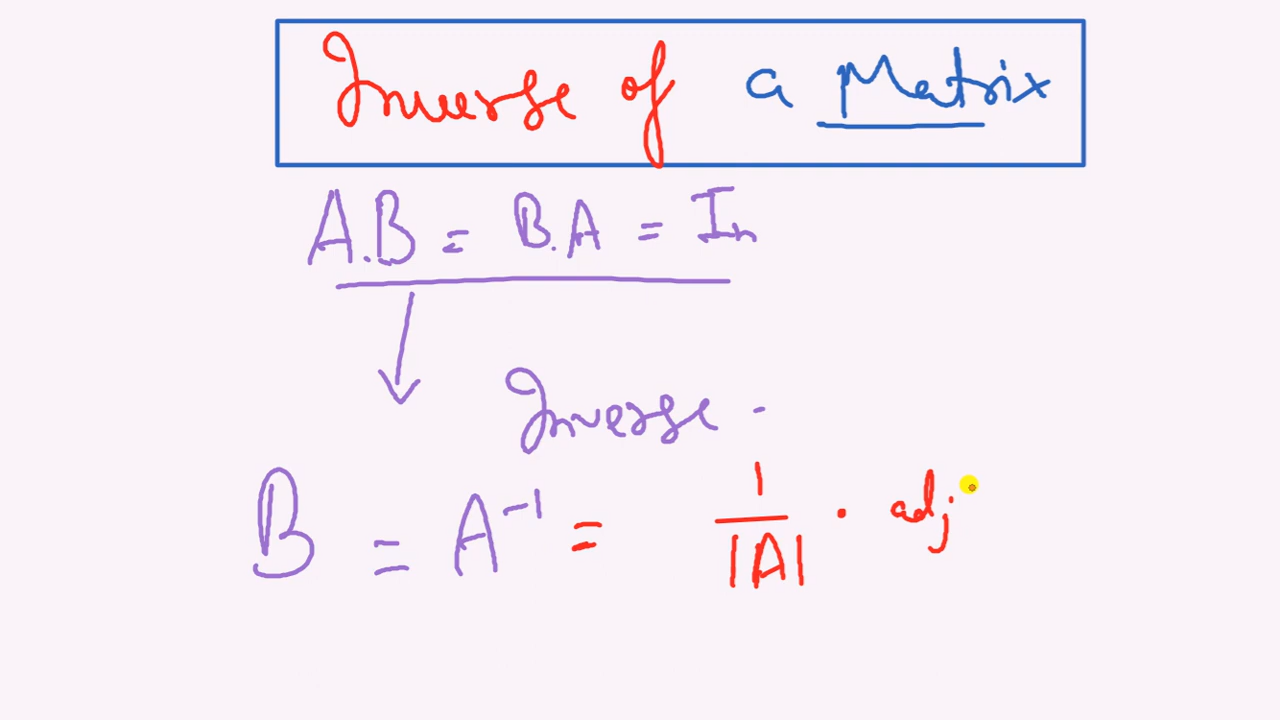 Inverse of a Matrix
A.B = B.A = In
Inverse -
B = A⁻¹ = 1/|A| . adj